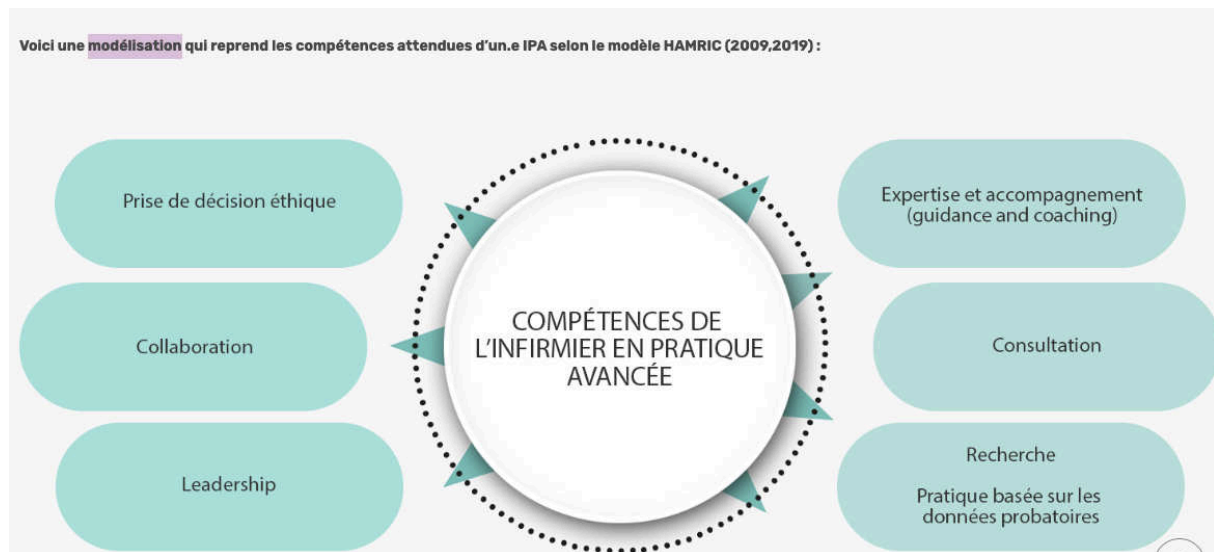 Voici une modélisation qui reprend les compétences attendues d'un.e IPA selon le modèle HAMRIC (2009,2019) :
Prise de décision éthique
Collaboration
Leadership
COMPÉTENCES DE
L'INFIRMIER EN PRATIQUE
AVANCÉE
Expertise et accompagnement
(guidance and coaching)
Consultation
Recherche
Pratique basée sur les
données probatoires